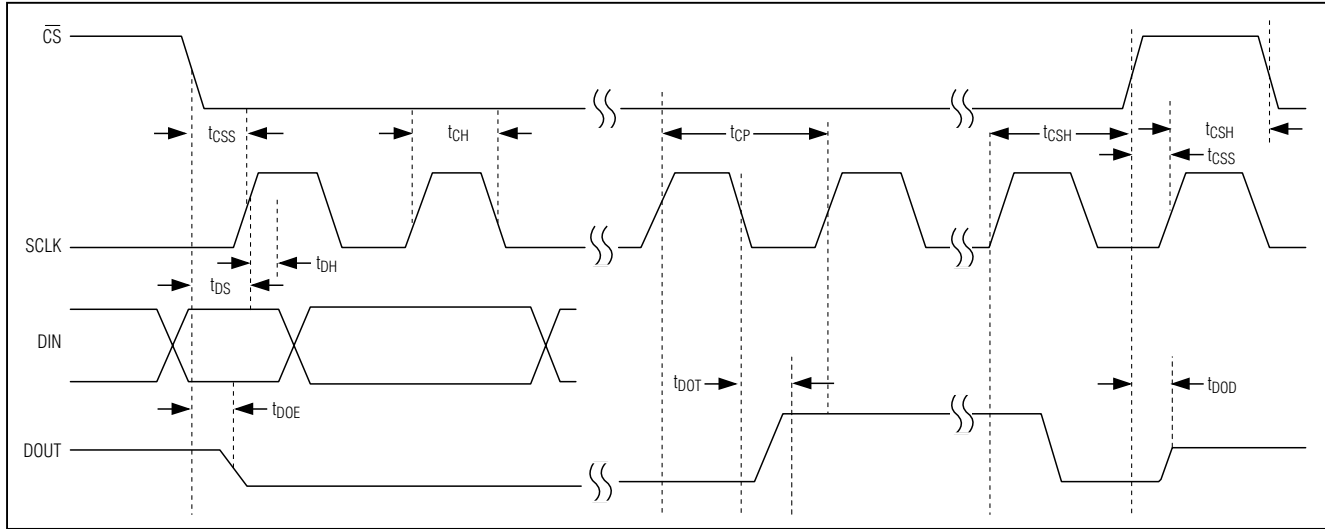 CS
tCSS
tCH
tCP
tCSH
tCSH
tCSS
SCLK
tDH
tDS
DIN
tDOT
tDOD
tDOE
DOUT